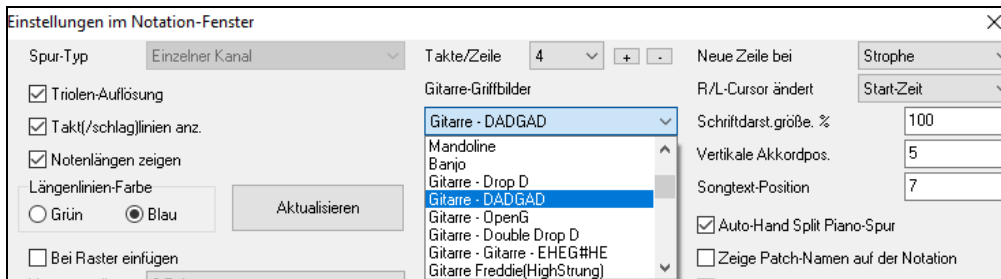 Einstellungen im Notation-Fenster
Spur-Typ Einzelner Kanal
Triolen-Auflösung
Takt(/schlag)linien anz.
Notenlängen zeigen
Längenlinien-Farbe
Grün Blau
Aktualisieren
Bei Raster einfügen
Takte/Zeile 4 + -
Gitarre-Griffbilder
Gitarre - DADGAD
Mandoline
Banjo
Gitarre - Drop D
Gitarre - DADGAD
Gitarre - OpenG
Gitarre - Double Drop D
Gitarre - Gitarre - EHEG#HE
Gitarre Freddie(HighStrung)
Neue Zeile bei Strophe
R/L-Cursor ändert Start-Zeit
Schriftdarst.größe. % 100
Vertikale Akkordpos. 5
Songtext-Position 7
Auto-Hand Split Piano-Spur
Zeige Patch-Namen auf der Notation